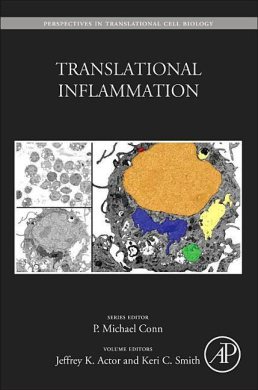 PERSPECTIVES IN TRANSLATIONAL CELL BIOLOGY
TRANSLATIONAL
INFLAMMATION
SERIES EDITOR
P. Michael Conn
VOLUME EDITORS
Jeffrey K. Actor and Keri C. Smith
AP